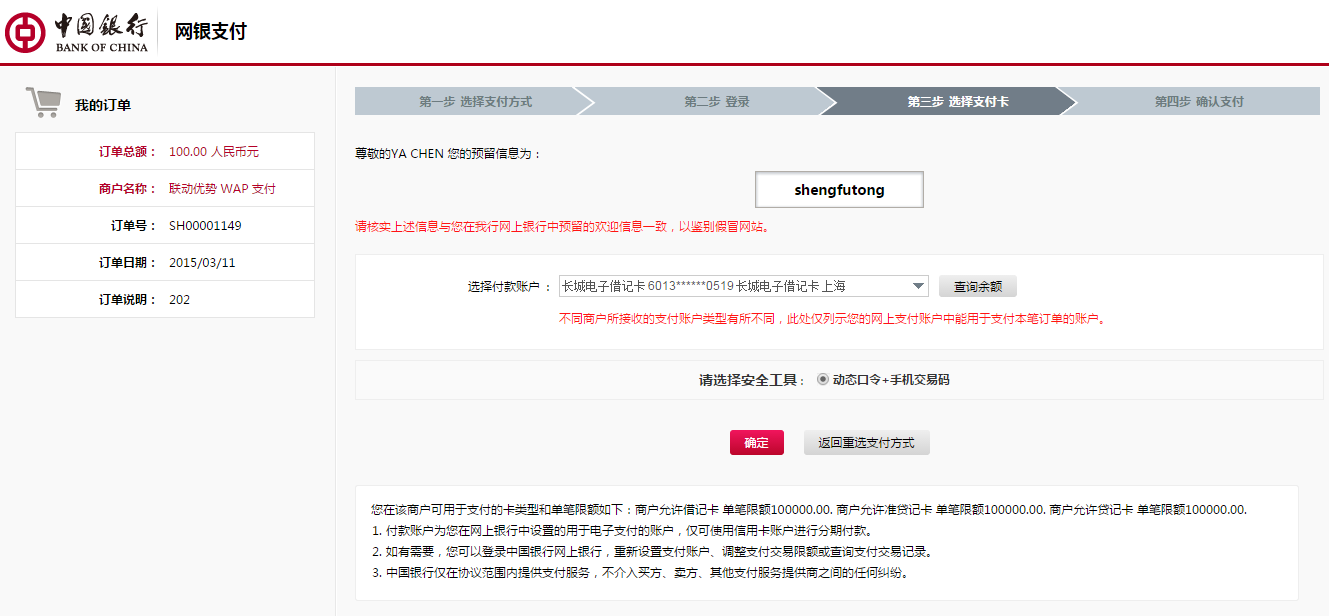 中国银行
BANK OF CHINA
网银支付
我的订单
订单总额： 100.00 人民币元
商户名称： 联动优势 WAP 支付
订单号： SH00001149
订单日期： 2015/03/11
订单说明： 202
第一步 选择支付方式
第二步 登录
第三步 选择支付卡
第四步 确认支付
尊敬的YA CHEN 您的预留信息为：
shengfutong
请核实上述信息与您在我行网上银行中预留的欢迎信息一致，以鉴别假冒网站。
选择付款账户： 长城电子借记卡 6013******0519 长城电子借记卡 上海 查询余额
不同商户所接收的支付账户类型有所不同，此处仅列示您的网上支付账户中能用于支付本笔订单的账户。
请选择安全工具： 动态口令+手机交易码
确定 返回重选支付方式
您在该商户可用于支付的卡类型和单笔限额如下：商户允许借记卡 单笔限额100000.00. 商户允许准贷记卡 单笔限额100000.00. 商户允许贷记卡 单笔限额100000.00.
1. 付款账户为您在网上银行中设置的用于电子支付的账户，仅可使用信用卡账户进行分期付款。
2. 如有需要，您可以登录中国银行网上银行，重新设置支付账户、调整支付交易限额或查询支付交易记录。
3. 中国银行仅在协议范围内提供支付服务，不介入买方、卖方、其他支付服务提供商之间的任何纠纷。